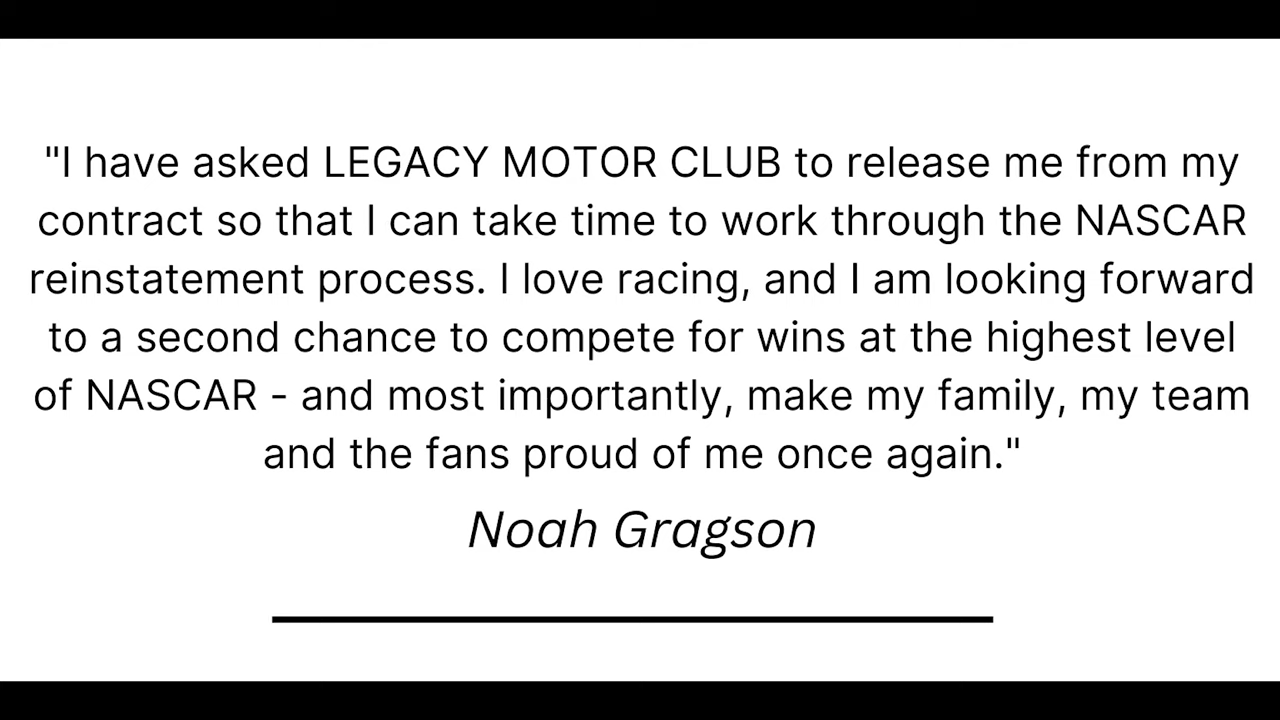 "I have asked LEGACY MOTOR CLUB to release me from my
contract so that I can take time to work through the NASCAR
reinstatement process. I love racing, and I am looking forward
to a second chance to compete for wins at the highest level
of NASCAR - and most importantly, make my family, my team
and the fans proud of me once again."
Noah Gragson